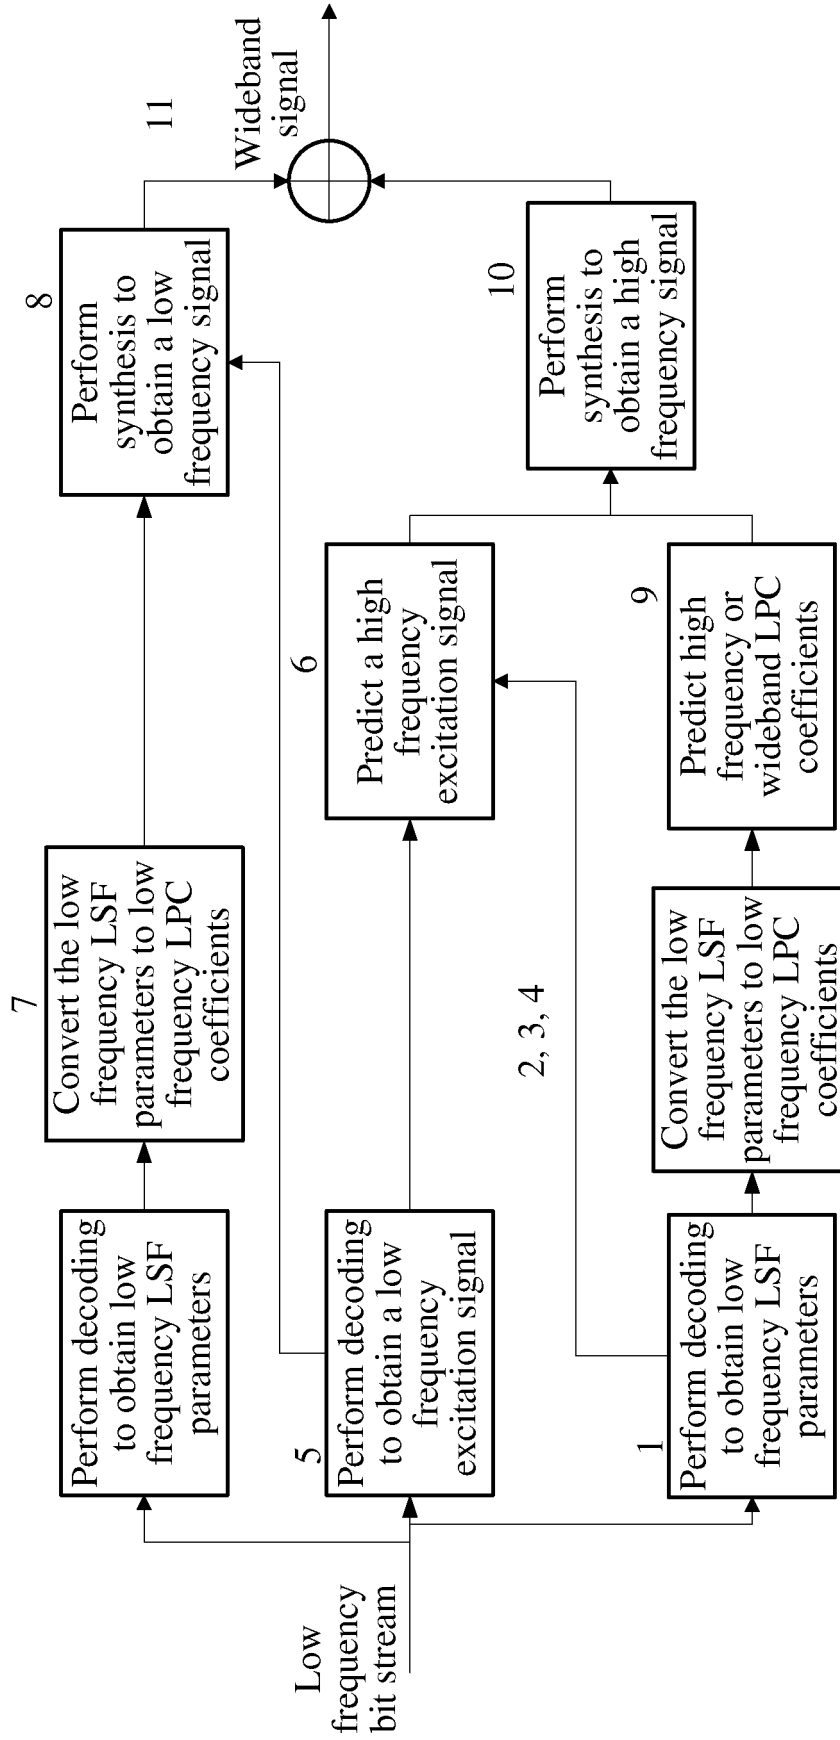 Low
frequency
bit stream
Perform decoding
to obtain low
frequency LSF
parameters
7
Convert the low
frequency LSF
parameters to low
frequency LPC
coefficients
8
Perform
synthesis to
obtain a low
frequency signal
11
Wideband
signal
5
Perform decoding
to obtain a low
frequency
excitation signal
6
Predict a high
frequency
excitation signal
10
Perform
synthesis to
obtain a high
frequency signal
2, 3, 4
1
Perform decoding
to obtain low
frequency LSF
parameters
Convert the low
frequency LSF
parameters to low
frequency LPC
coefficients
9
Predict high
frequency or
wideband LPC
coefficients